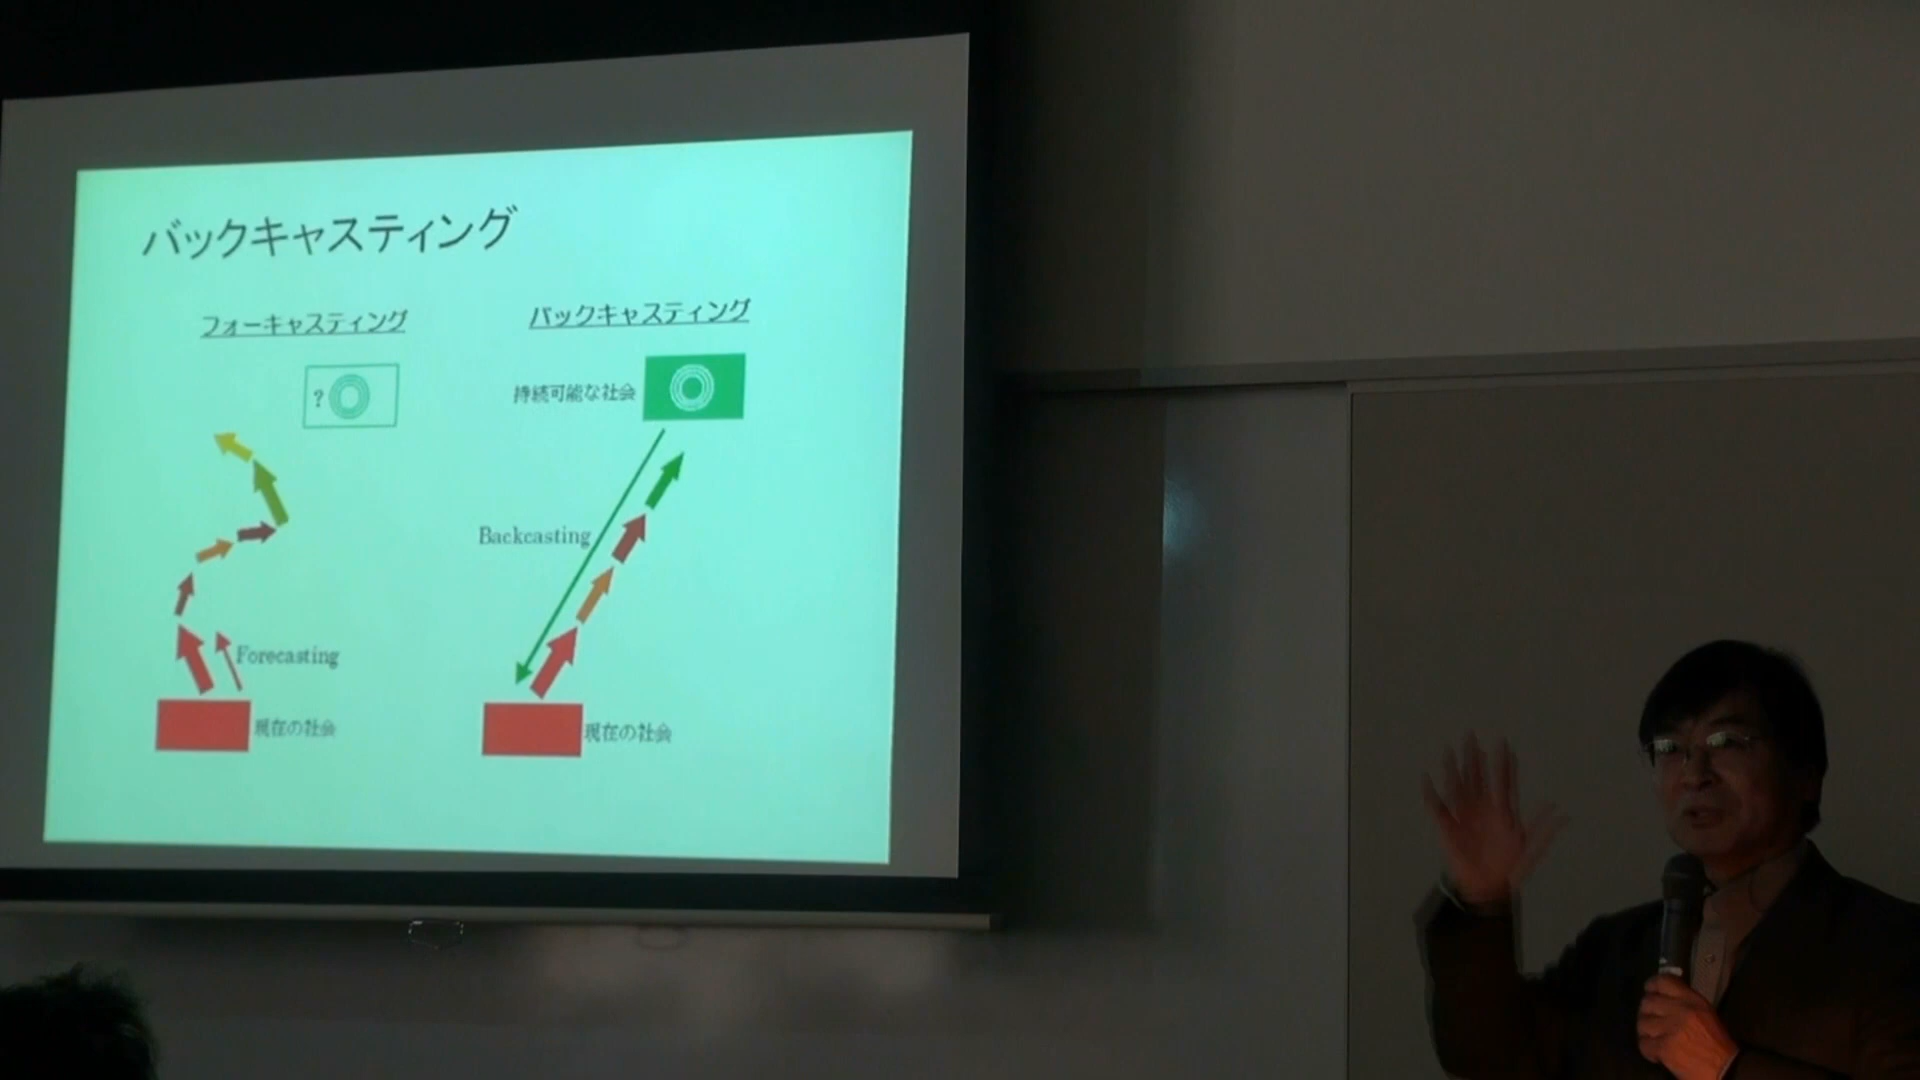 バックキャスティング
フォーキャスティング
バックキャスティング
?
持続可能な社会
Backcasting
Forecasting
現在の社会
現在の社会